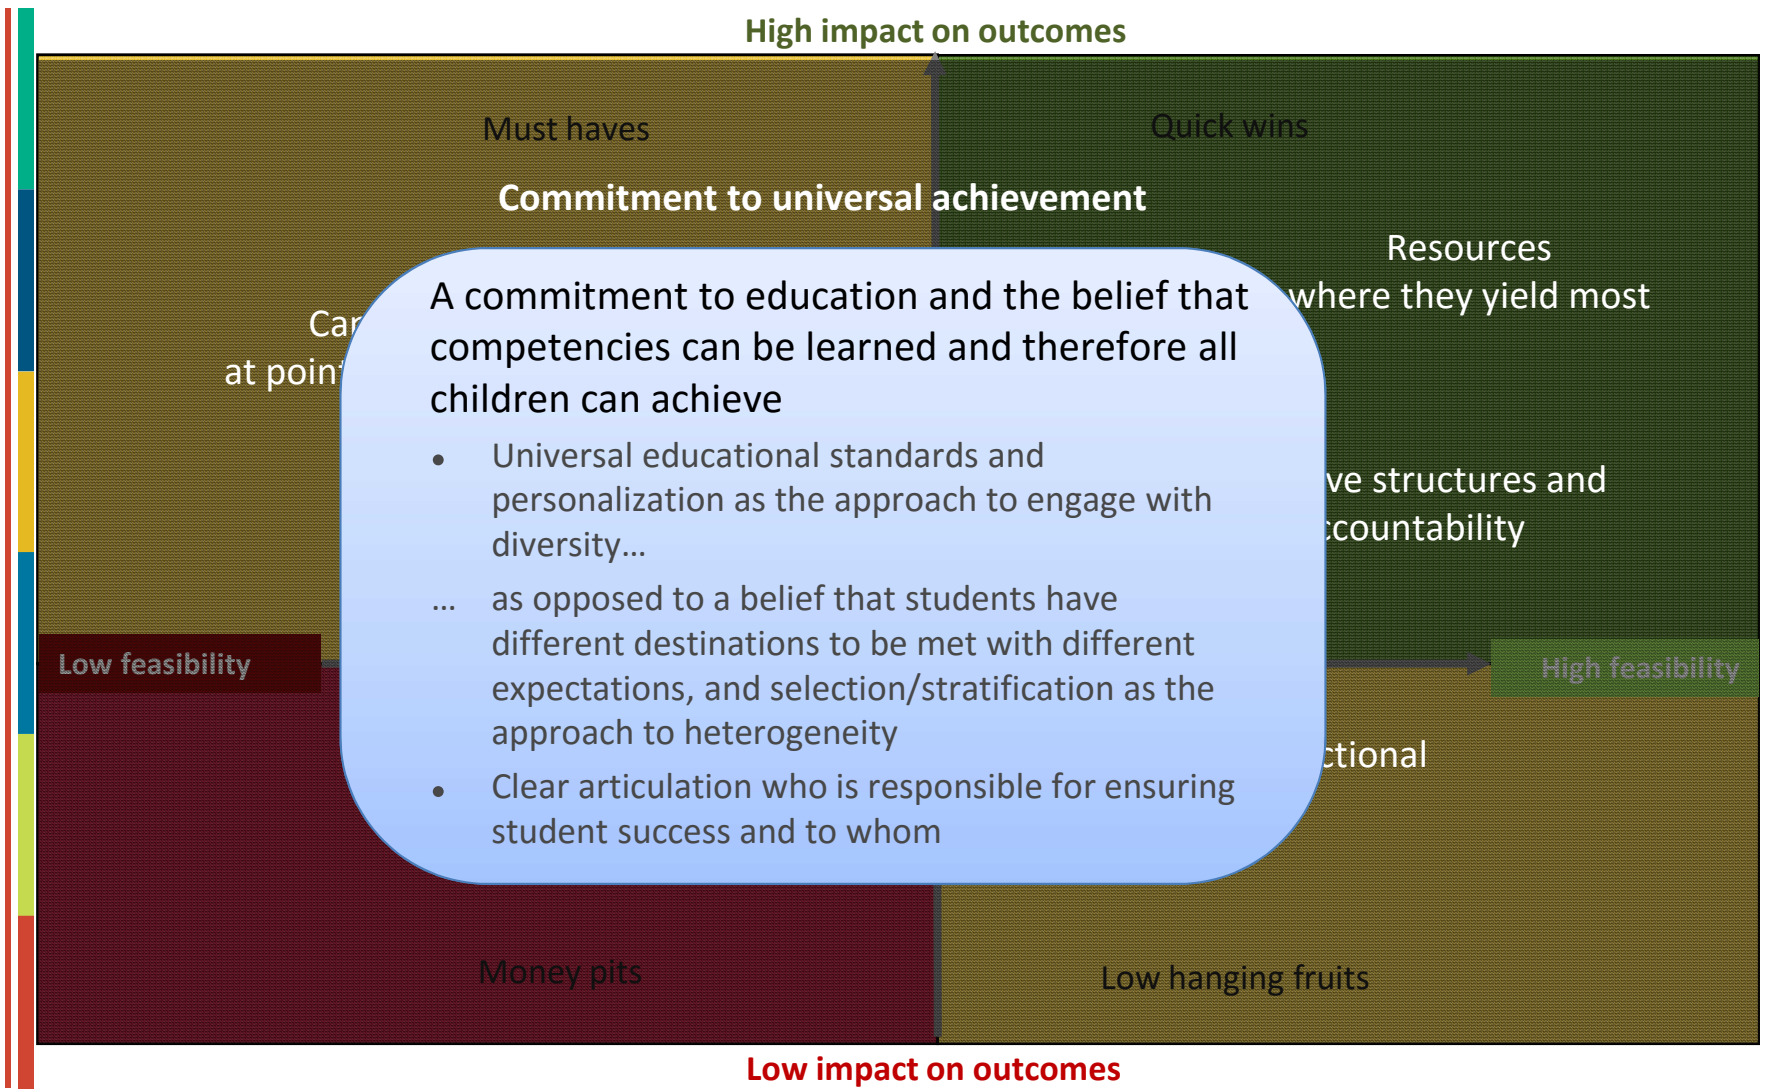 High impact on outcomes
Must haves
Quick wins
Commitment to universal achievement
Resources
where they yield most
at point
A commitment to education and the belief that
competencies can be learned and therefore all
children can achieve
• Universal educational standards and
personalization as the approach to engage with
diversity…
… as opposed to a belief that students have
different destinations to be met with different
expectations, and selection/stratification as the
approach to heterogeneity
• Clear articulation who is responsible for ensuring
student success and to whom
structures and
Low feasibility
High feasibility
Money pits
Low hanging fruits
Low impact on outcomes